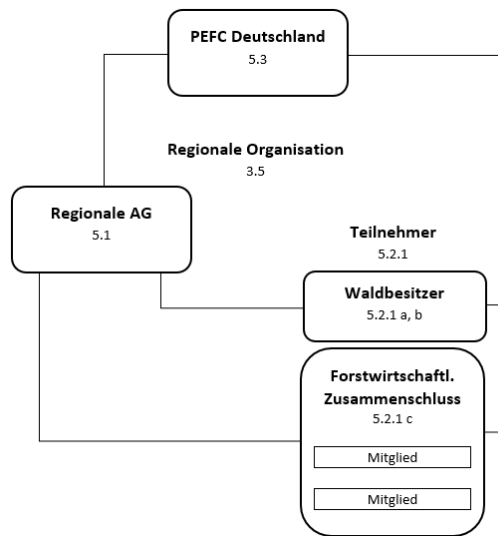 PEFC Deutschland
5.3
Regionale Organisation
3.5
Regionale AG
5.1
Teilnehmer
5.2.1
Waldbesitzer
5.2.1 a, b
Forstwirtschaftl.
Zusammenschluss
5.2.1 c
Mitglied
Mitglied